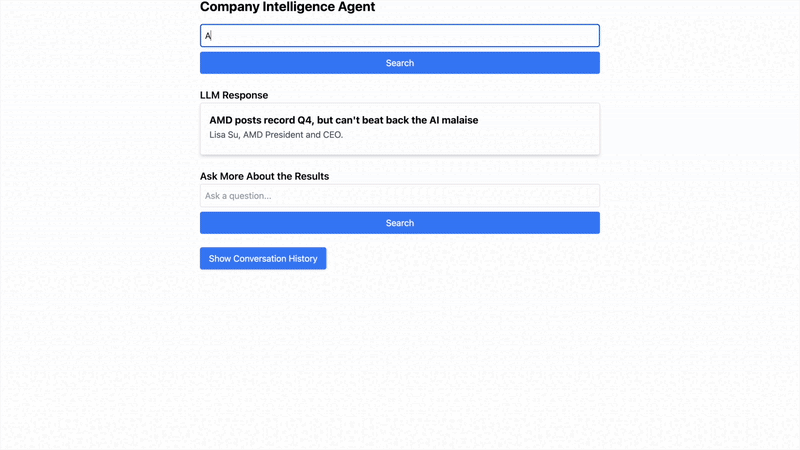 Company Intelligence Agent
A
Search
LLM Response
AMD posts record Q4, but can't beat back the AI malaise
Lisa Su, AMD President and CEO.
Ask More About the Results
Ask a question...
Search
Show Conversation History